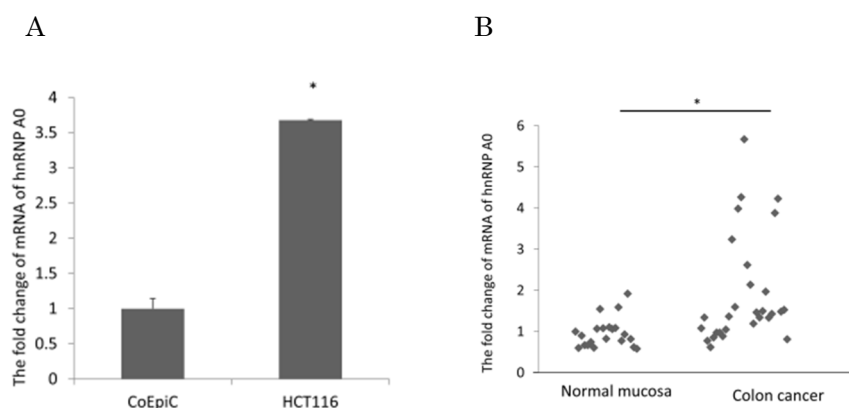 A
The fold change of mRNA of hnRNP A0
4
3.5
3
2.5
2
1.5
1
0.5
0
*
CoEpiC
HCT116
B
The fold change of mRNA of hnRNP A0
6
5
4
3
2
1
0
*
Normal mucosa
Colon cancer